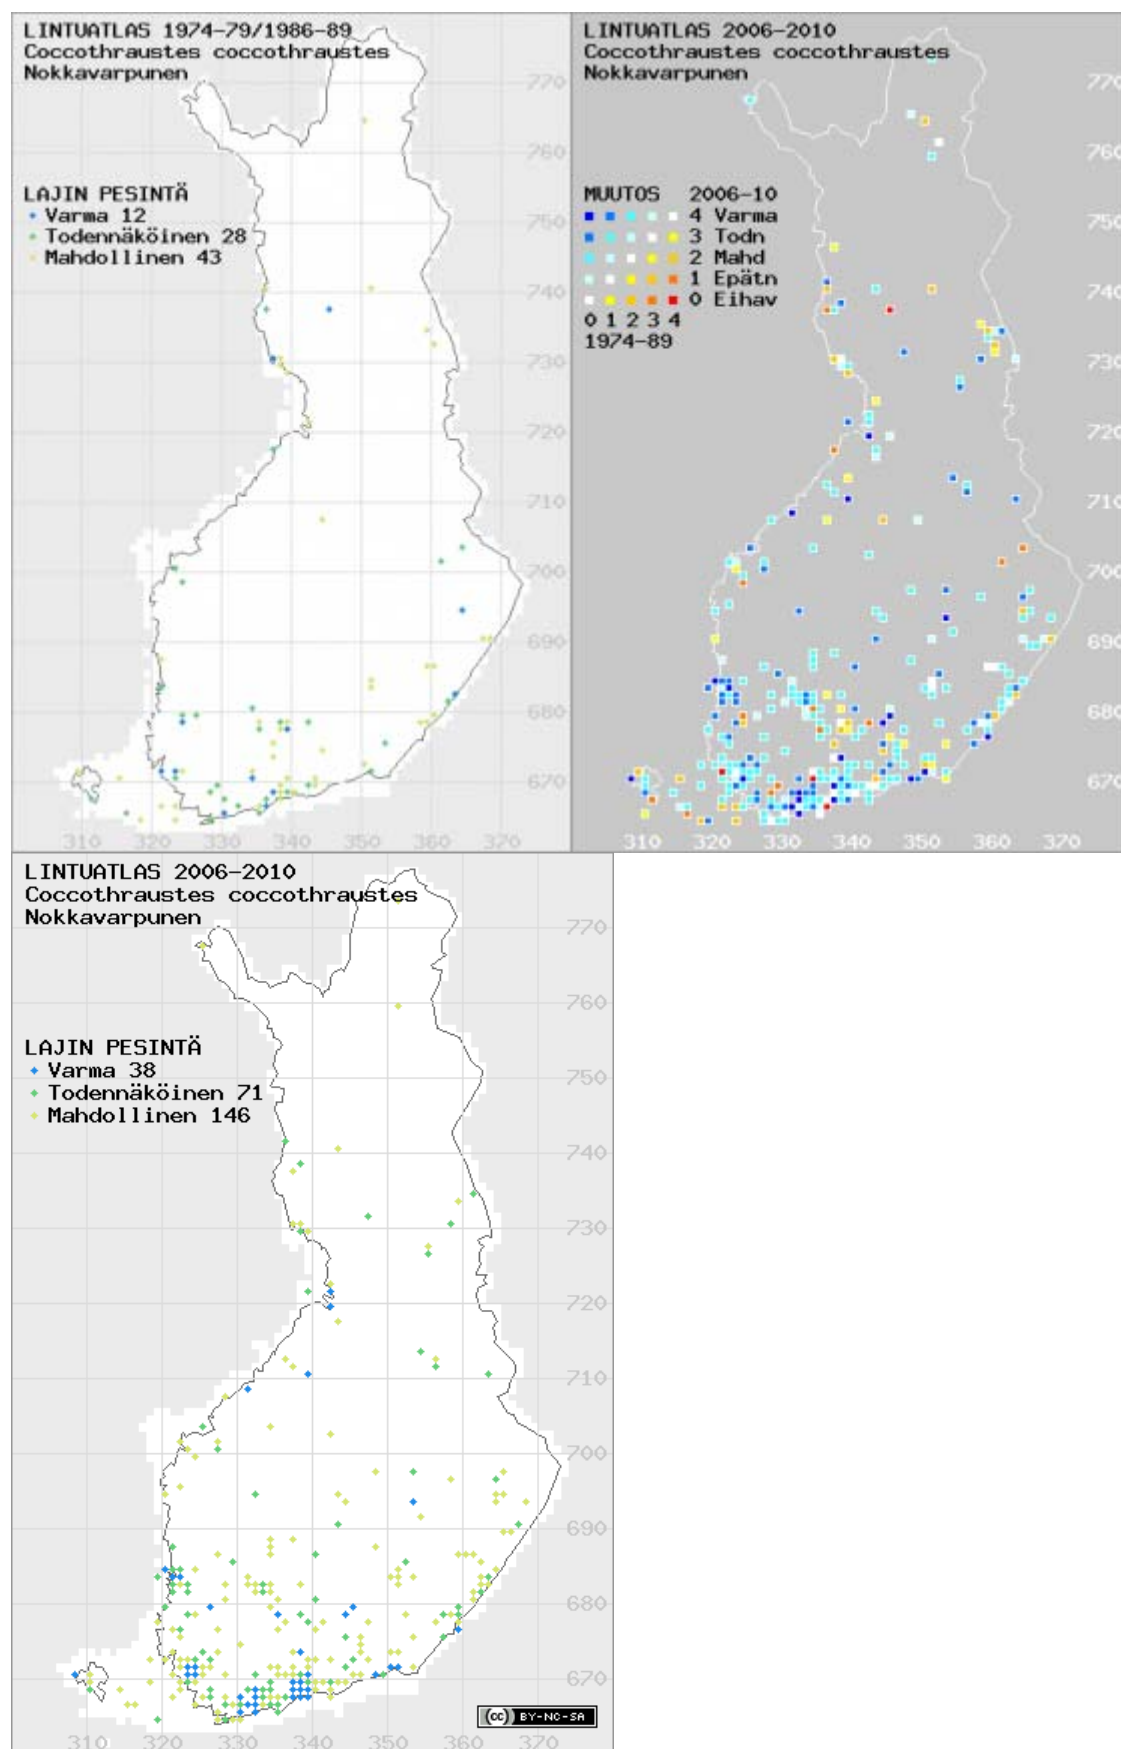 LINTUATLAS 1974-79/1986-89
Coccothraustes coccothraustes
Nokkavarpunen
770
760
LAJIN PESINTÄ
Varma 12
750
Todennäköinen 28
Mahdollinen 43
740
730
720
710
700
690
680
670
310 320 330 340 350 360 370
LINTUATLAS 2006-2010
Coccothraustes coccothraustes
Nokkavarpunen
770
760
MUUTOS 2006-10
4 Varma
750
3 Todn
2 Mahd
1 Epätn
740
0 Eihav
0 1 2 3 4
1974-89
730
720
710
700
690
680
670
310 320 330 340 350 360 370
LINTUATLAS 2006-2010
Coccothraustes coccothraustes
Nokkavarpunen
770
760
LAJIN PESINTÄ
Varma 38
750
Todennäköinen 71
Mahdollinen 146
740
730
720
710
700
690
680
670
cc BY-NC-SA
310 320 330 340 350 360 370